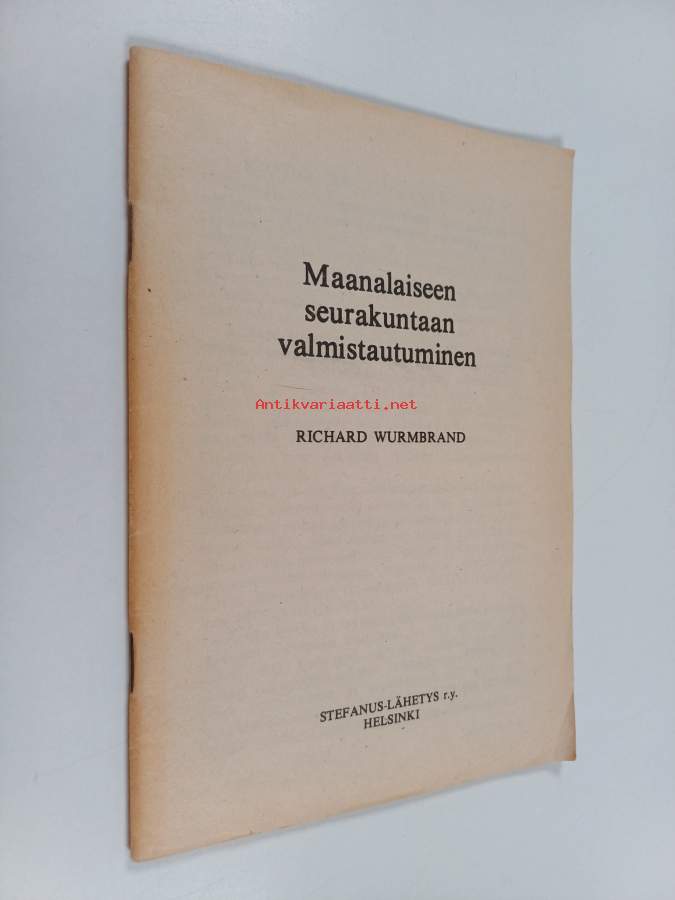 Maanalaiseen
seurakuntaan
valmistautuminen
Antikvariaatti.net
RICHARD WURMBRAND
STEFANUS-LÄHETYS r.y.
HELSINKI